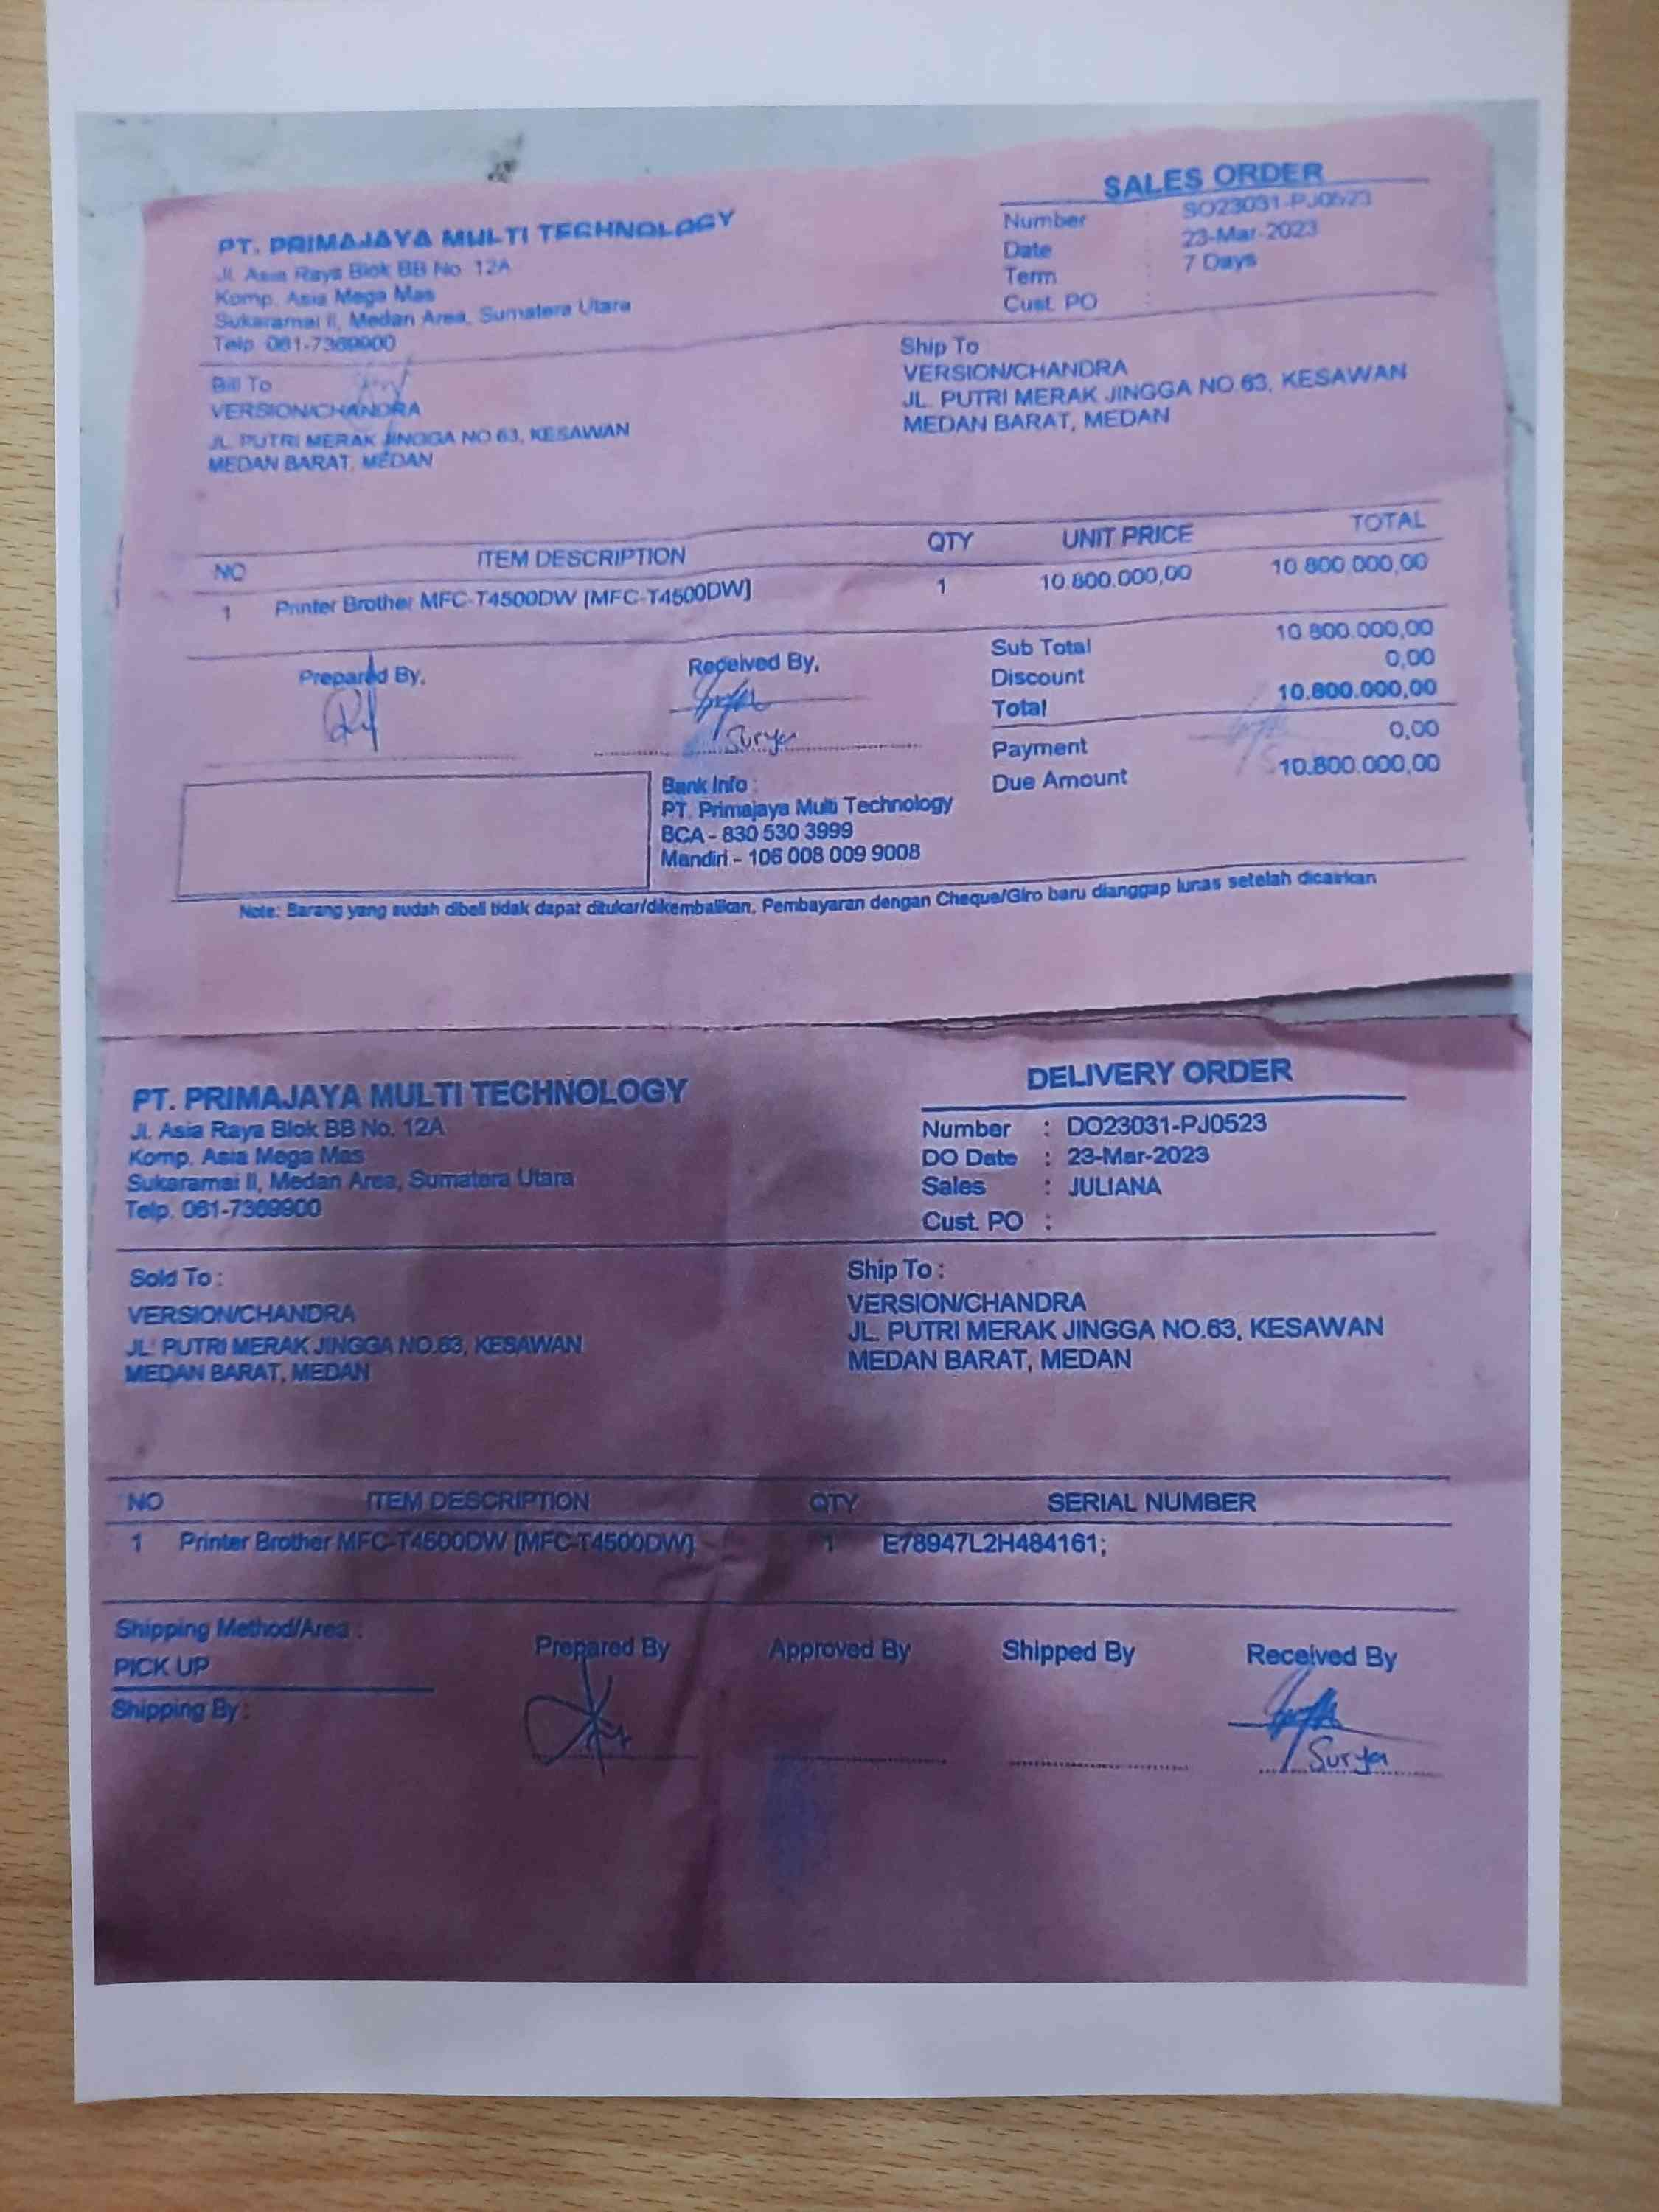 SALES ORDER
PT. PRIMAJAYA MULTI TECHNOLOGY
Jl. Asia Raya Blok BB No. 12A
Komp. Asia Mega Mas
Sukaramai II, Medan Area, Sumatera Utara
Telp. 061-7369900
Number : SO23031-PJ0523
Date : 23-Mar-2023
Term : 7 Days
Cust. PO :
Bill To
VERSION/CHANDRA
JL. PUTRI MERAK JINGGA NO.63, KESAWAN
MEDAN BARAT, MEDAN
Ship To
VERSION/CHANDRA
JL. PUTRI MERAK JINGGA NO.63, KESAWAN
MEDAN BARAT, MEDAN
NO ITEM DESCRIPTION QTY UNIT PRICE TOTAL
1 Printer Brother MFC-T4500DW [MFC-T4500DW] 1 10.800.000,00 10.800.000,00
Prepared By,
Received By,
Surya
Sub Total 10.800.000,00
Discount 0,00
Total 10.800.000,00
Payment 0,00
Due Amount 10.800.000,00
Bank Info :
PT. Primajaya Multi Technology
BCA - 830 530 3999
Mandiri - 106 008 009 9008
Note: Barang yang sudah dibeli tidak dapat ditukar/dikembalikan, Pembayaran dengan Cheque/Giro baru dianggap lunas setelah dicairkan
DELIVERY ORDER
PT. PRIMAJAYA MULTI TECHNOLOGY
Jl. Asia Raya Blok BB No. 12A
Komp. Asia Mega Mas
Sukaramai II, Medan Area, Sumatera Utara
Telp. 061-7369900
Number : DO23031-PJ0523
DO Date : 23-Mar-2023
Sales : JULIANA
Cust. PO :
Sold To :
VERSION/CHANDRA
JL. PUTRI MERAK JINGGA NO.63, KESAWAN
MEDAN BARAT, MEDAN
Ship To :
VERSION/CHANDRA
JL. PUTRI MERAK JINGGA NO.63, KESAWAN
MEDAN BARAT, MEDAN
NO ITEM DESCRIPTION QTY SERIAL NUMBER
1 Printer Brother MFC-T4500DW [MFC-T4500DW] 1 E78947L2H484161;
Shipping Method/Area :
PICK UP
Shipping By :
Prepared By
Approved By
Shipped By
Received By
Surya